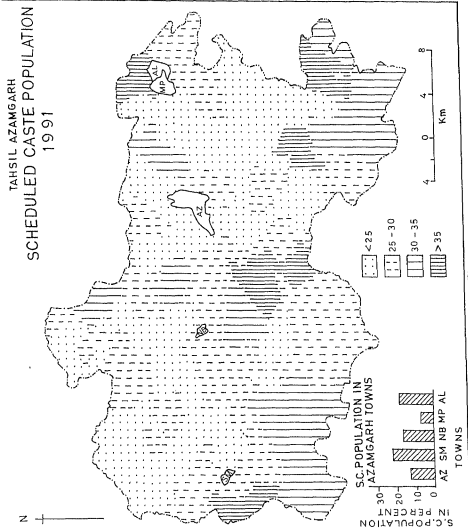 TAHSIL AZAMGARH
SCHEDULED CASTE POPULATION
1991
N
AL
MP
AZ
<25
25-30
30-35
>35
4 0 4 8
Km
S.C. POPULATION IN
AZAMGARH TOWNS
S.C. POPULATION
IN PERCENT
30
20
10
0
AZ SM NB MP AL
TOWNS